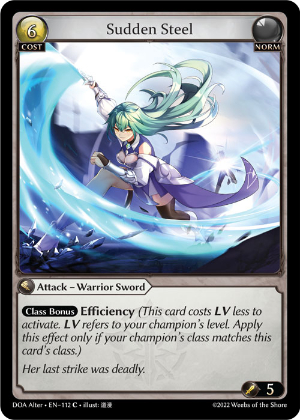 6
Sudden Steel
COST
NORM
Attack – Warrior Sword
Class Bonus Efficiency (This card costs LV less to
activate. LV refers to your champion's level. Apply
this effect only if your champion's class matches this
card's class.)
Her last strike was deadly.
5
DOA Alter • EN-112 C • illust: 湛漫
©2022 Weebs of the Shore